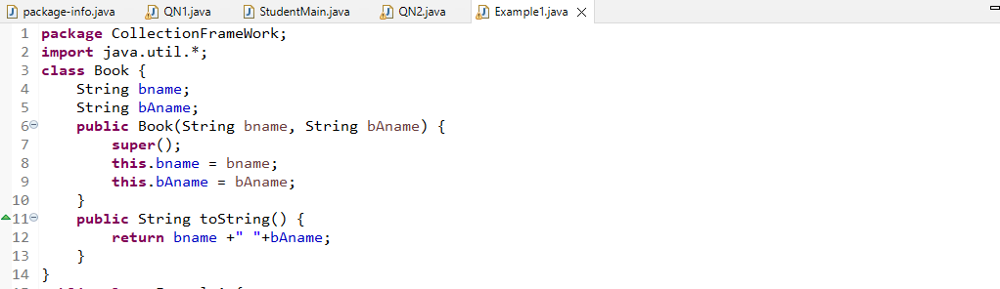 package-info.java QN1.java StudentMain.java QN2.java Example1.java
1 package CollectionFrameWork;
2 import java.util.*;
3 class Book {
4 String bname;
5 String bAname;
6 public Book(String bname, String bAname) {
7 super();
8 this.bname = bname;
9 this.bAname = bAname;
10 }
11 public String toString() {
12 return bname +" "+bAname;
13 }
14 }